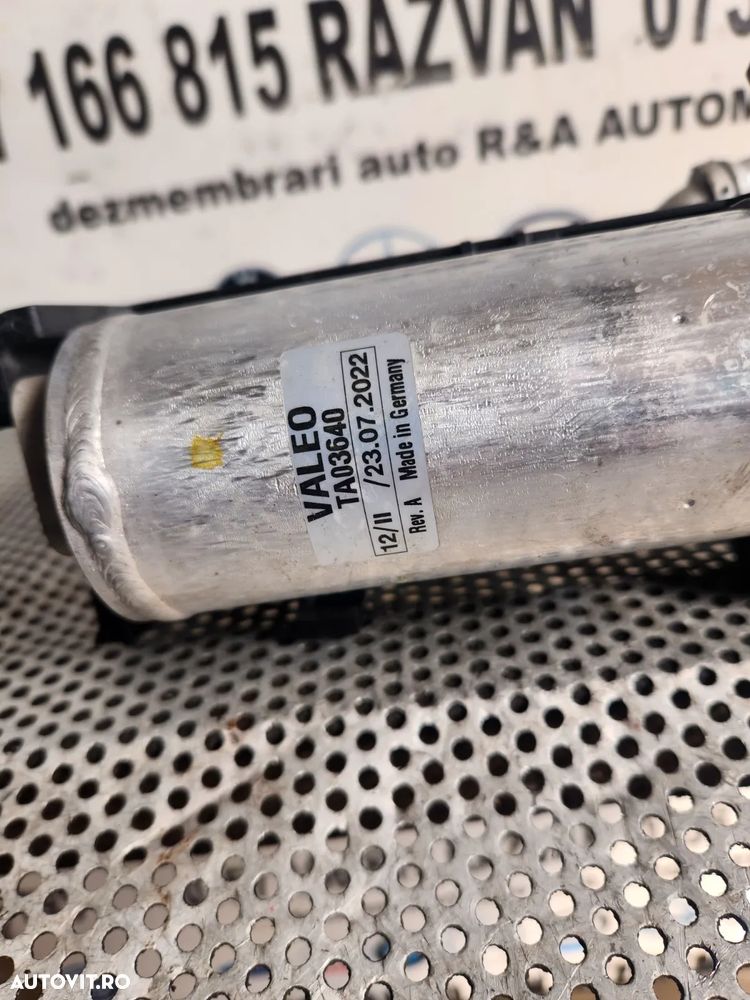 166 815 RAZVAN 073
dezmembrari auto R&A AUTOM
VALEO
TA03640
12/II /23.07.2022
Rev. A Made in Germany
AUTOVIT.RO